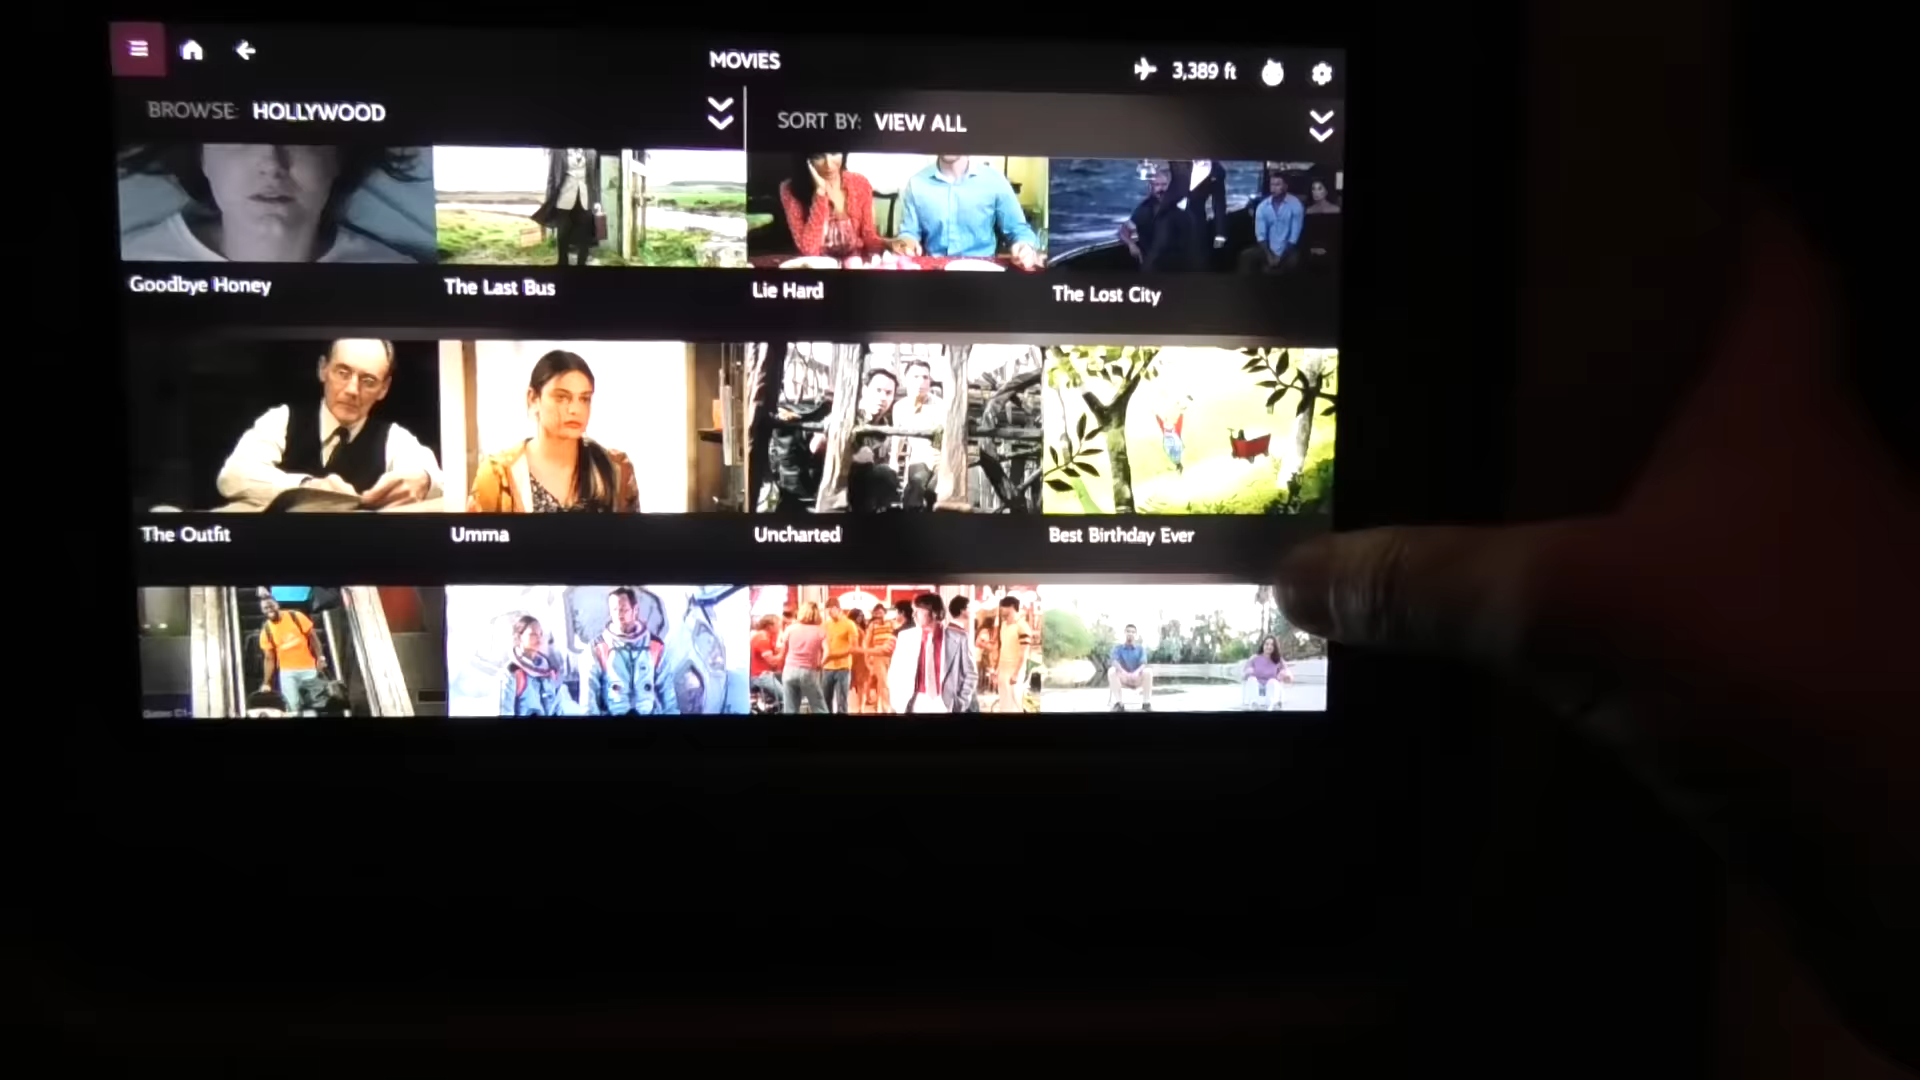 MOVIES
3,389 ft
BROWSE: HOLLYWOOD
SORT BY: VIEW ALL
Goodbye Honey
The Last Bus
Lie Hard
The Lost City
The Outfit
Umma
Uncharted
Best Birthday Ever